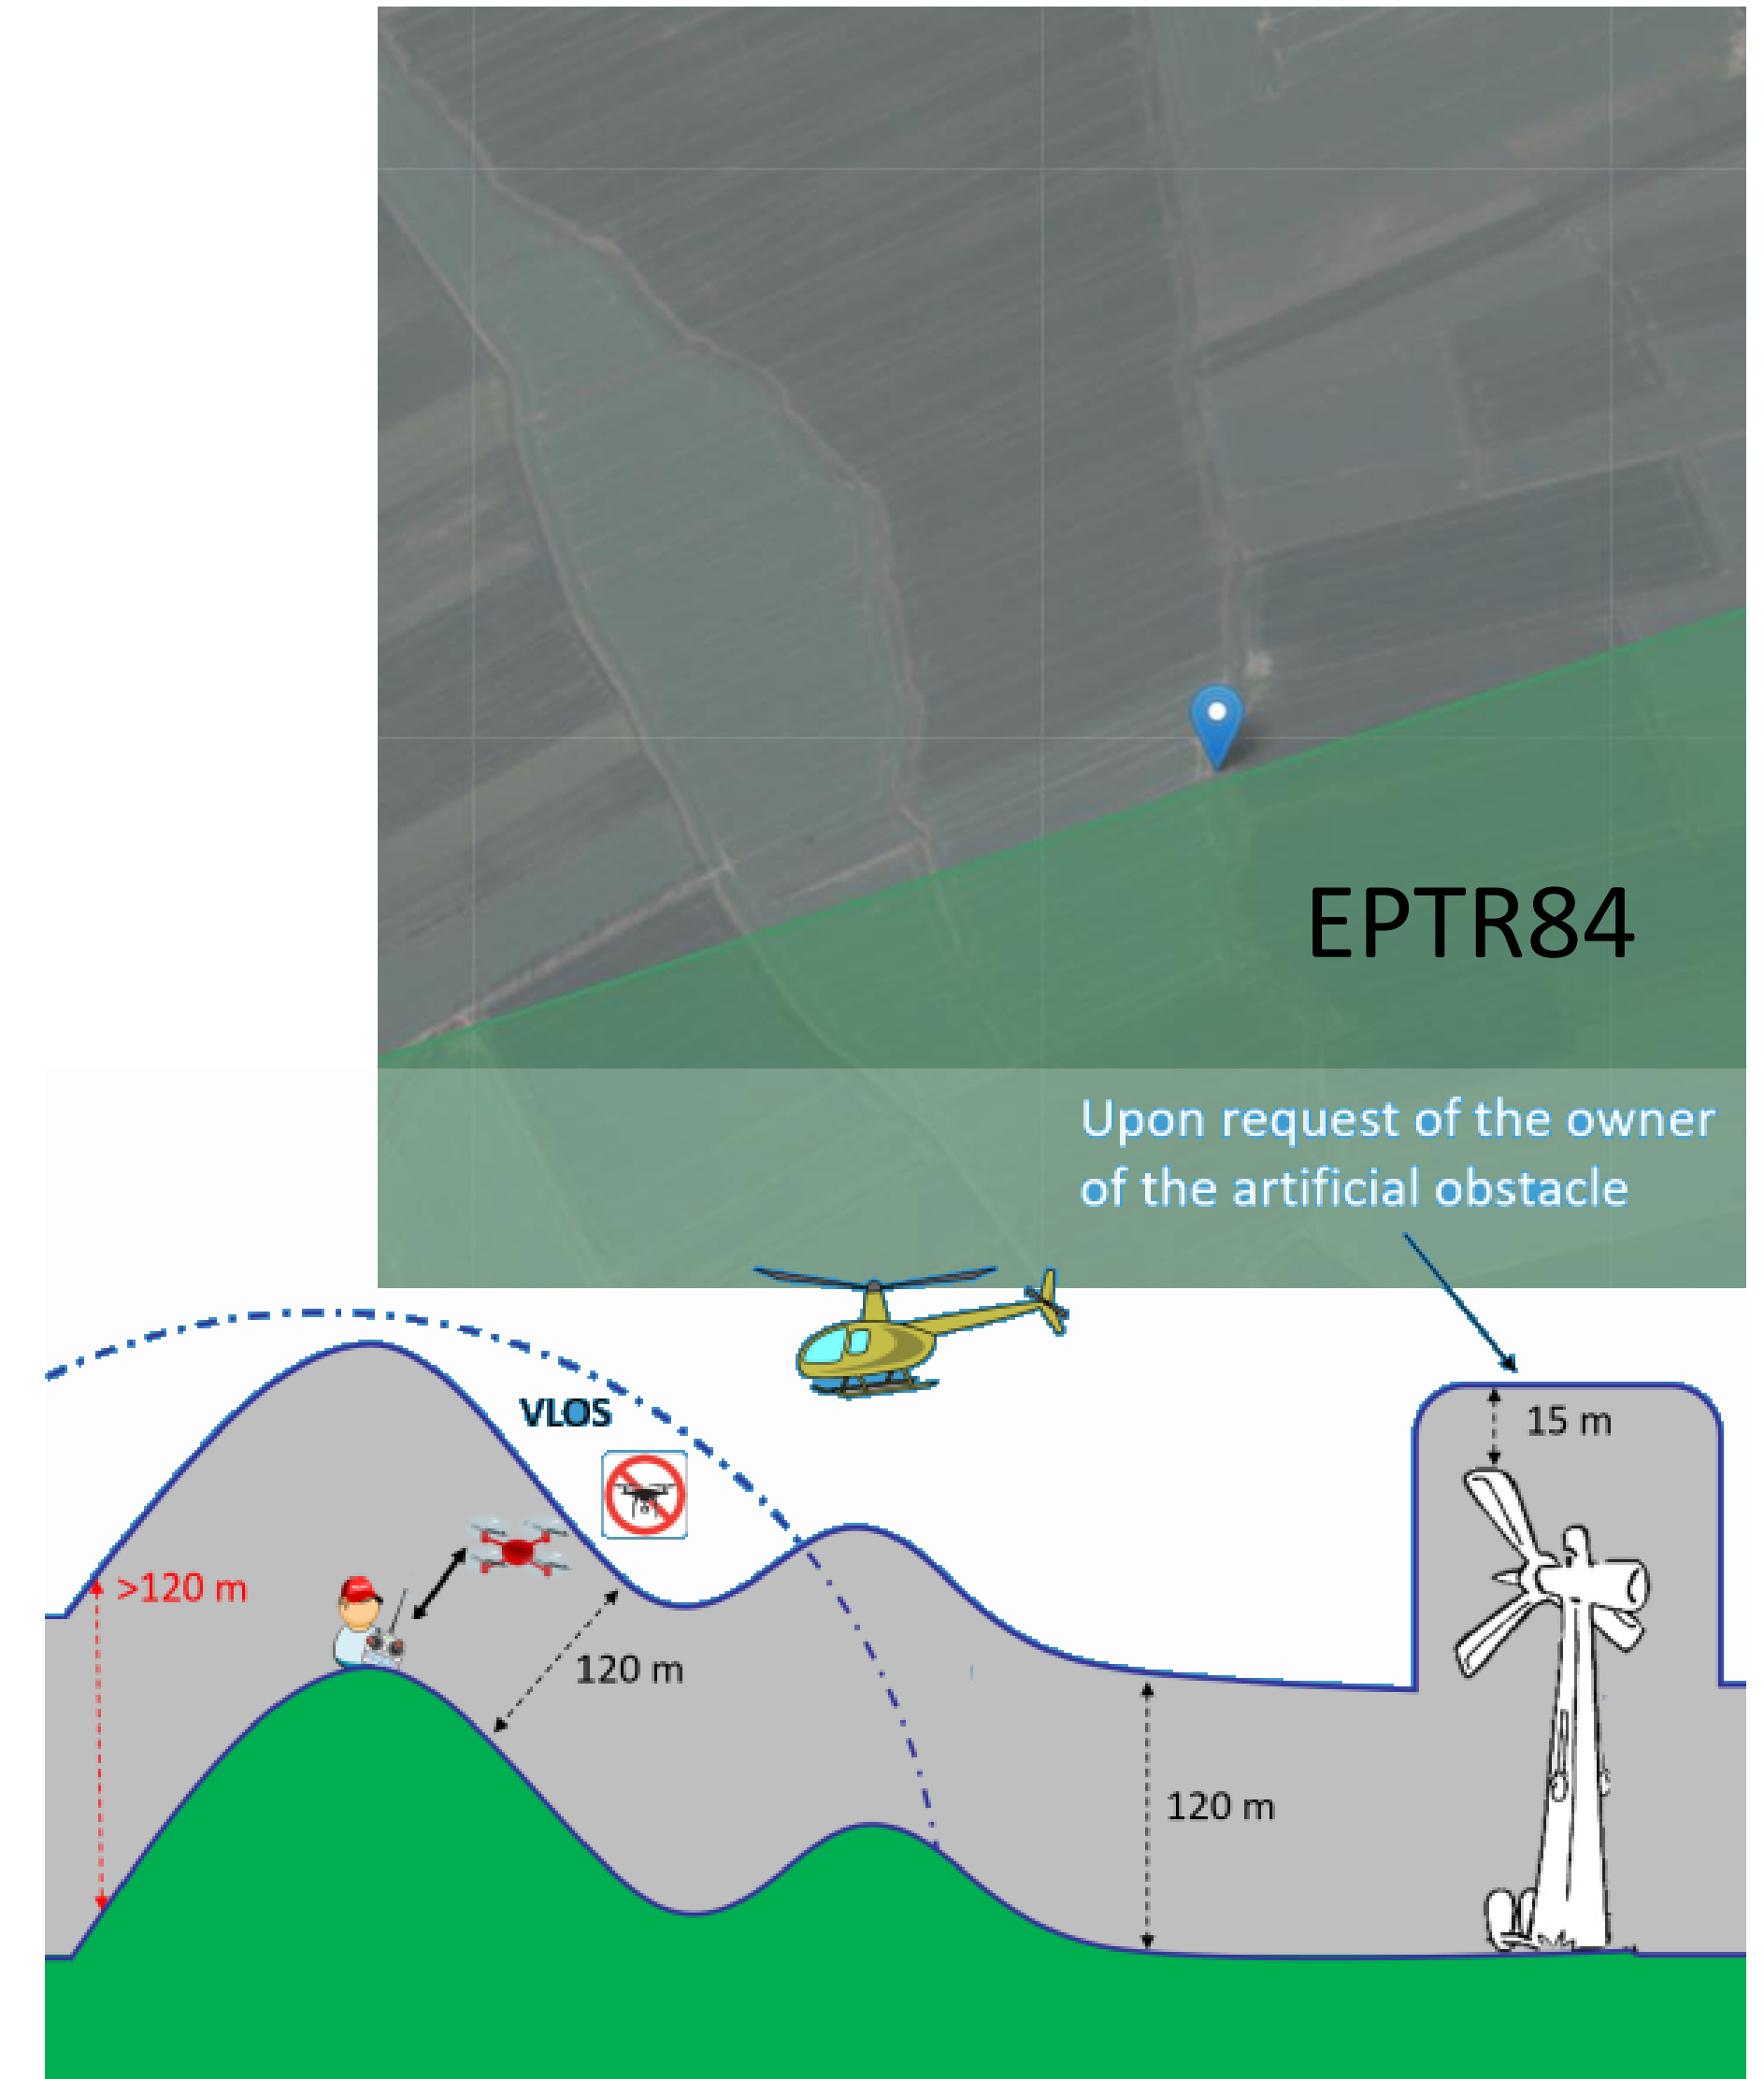 EPTR84
Upon request of the owner
of the artificial obstacle
VLOS
15 m
>120 m
120 m
120 m